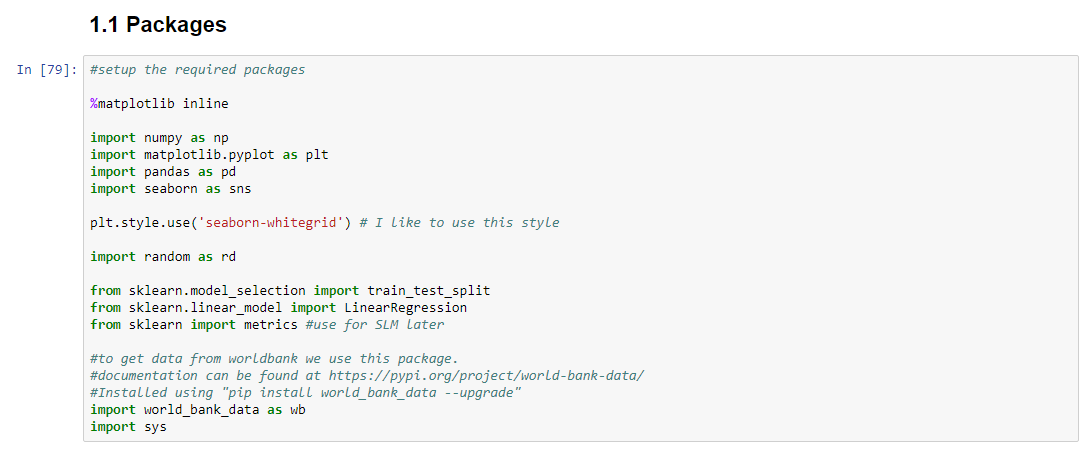 1.1 Packages
In [79]: #setup the required packages
%matplotlib inline
import numpy as np
import matplotlib.pyplot as plt
import pandas as pd
import seaborn as sns
plt.style.use('seaborn-whitegrid') # I like to use this style
import random as rd
from sklearn.model_selection import train_test_split
from sklearn.linear_model import LinearRegression
from sklearn import metrics #use for SLM later
#to get data from worldbank we use this package.
#documentation can be found at https://pypi.org/project/world-bank-data/
#Installed using "pip install world_bank_data --upgrade"
import world_bank_data as wb
import sys